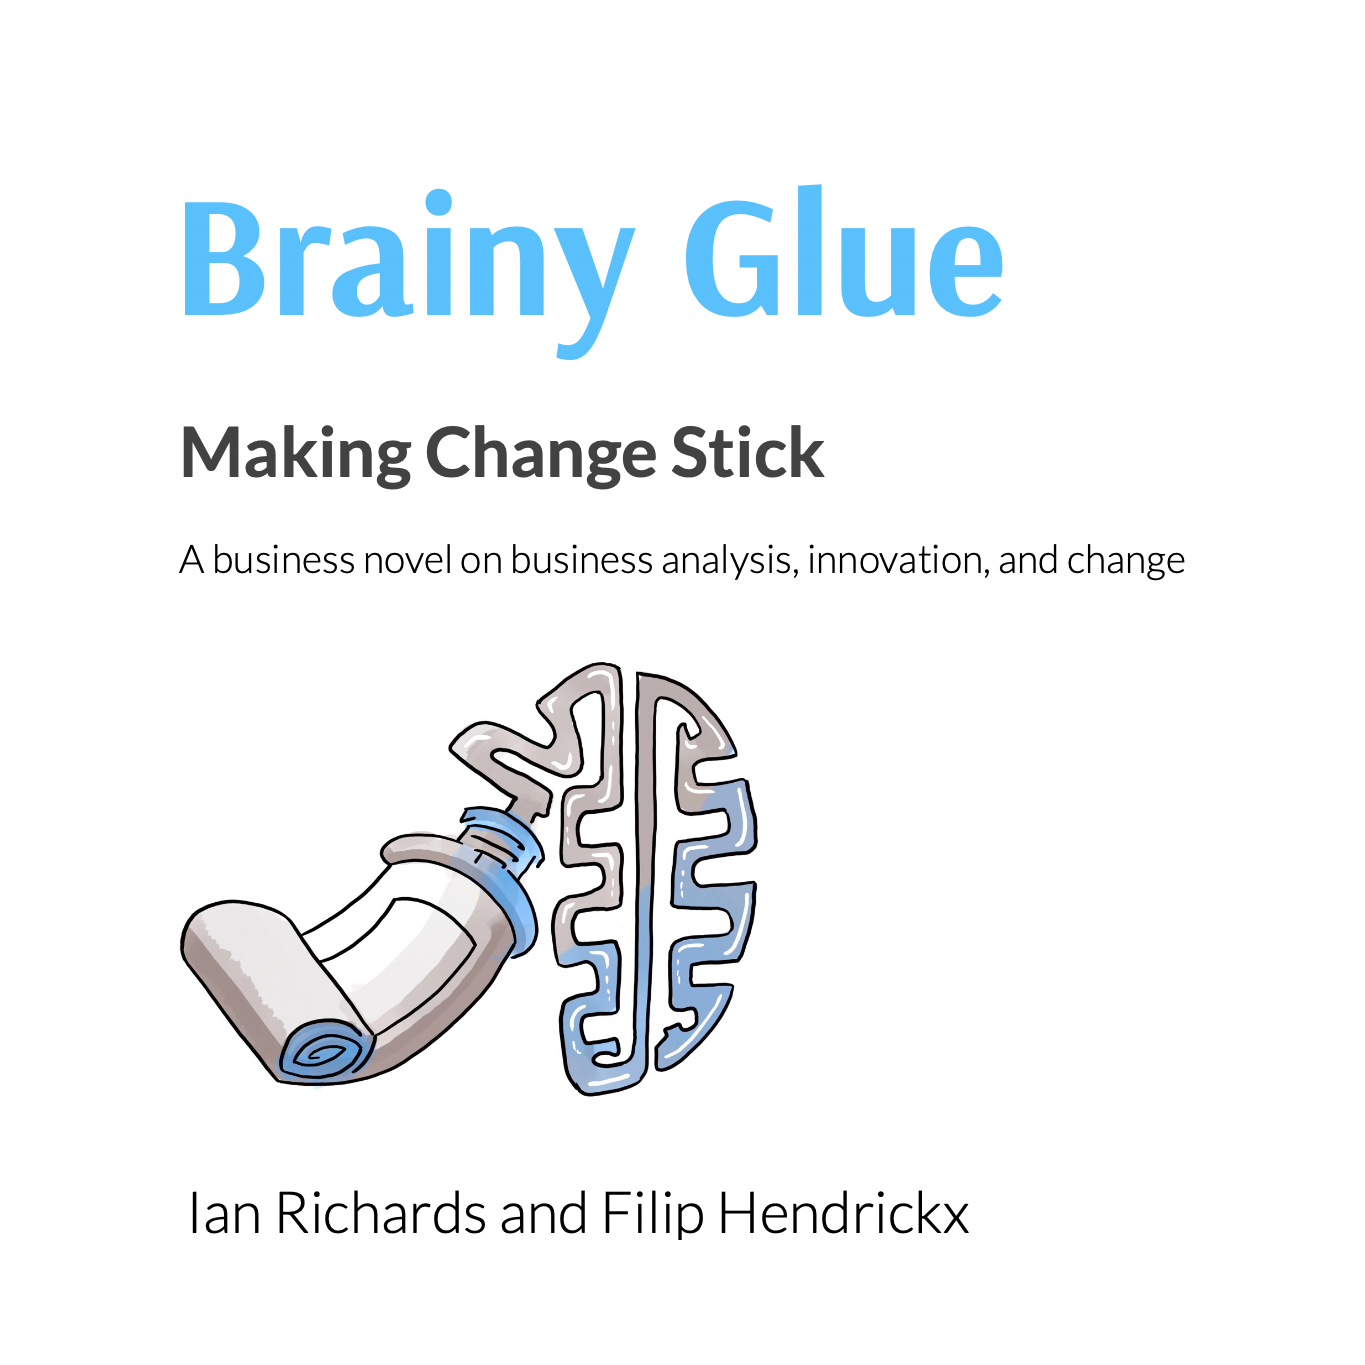 Brainy Glue
Making Change Stick
A business novel on business analysis, innovation, and change
Ian Richards and Filip Hendrickx